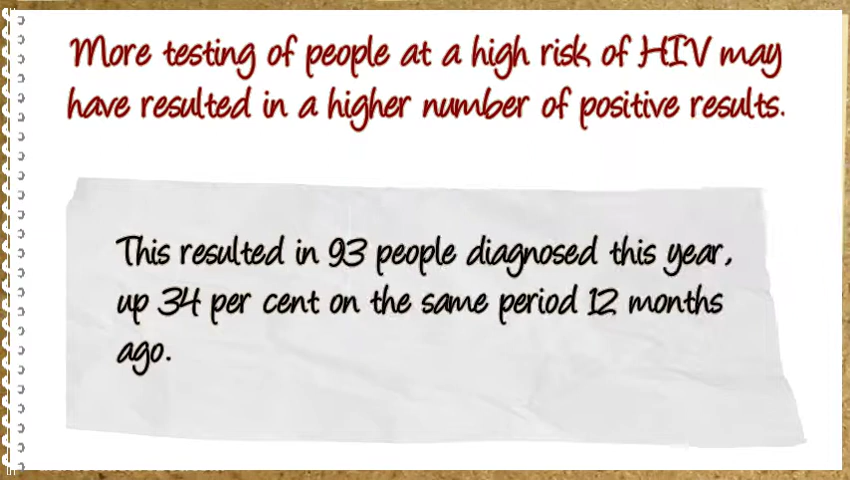 More testing of people at a high risk of HIV may
have resulted in a higher number of positive results.
This resulted in 93 people diagnosed this year,
up 34 per cent on the same period 12 months
ago.